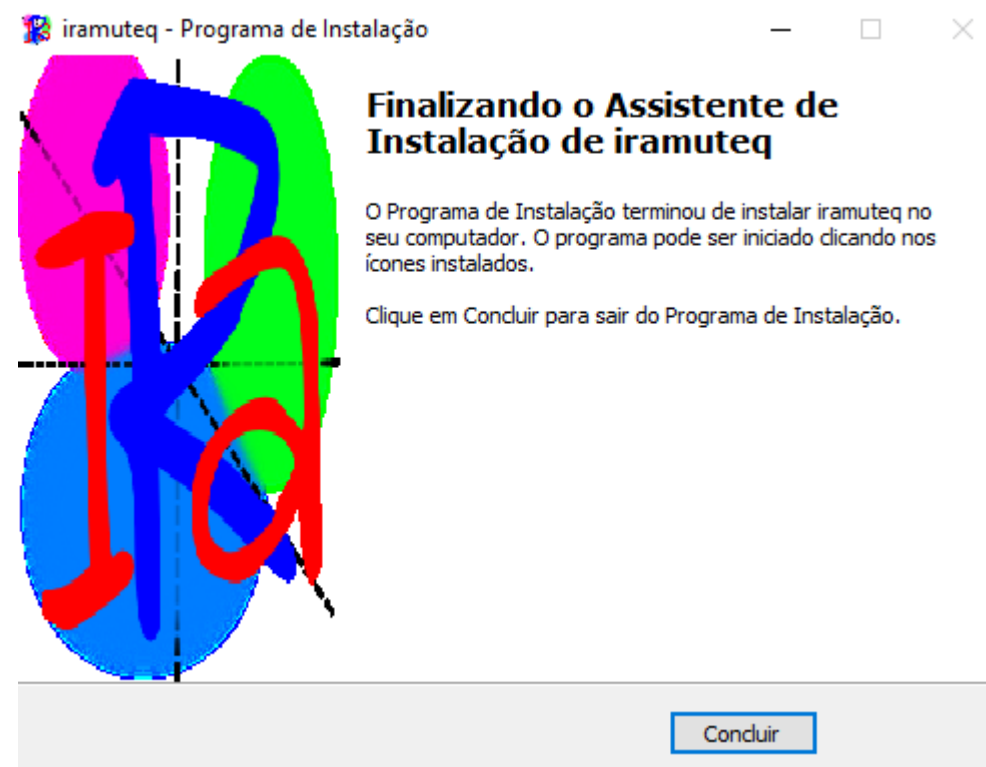 iramuteq - Programa de Instalação
Finalizando o Assistente de
Instalação de iramuteq
O Programa de Instalação terminou de instalar iramuteq no
seu computador. O programa pode ser iniciado clicando nos
ícones instalados.
Clique em Concluir para sair do Programa de Instalação.
IRa
Concluir